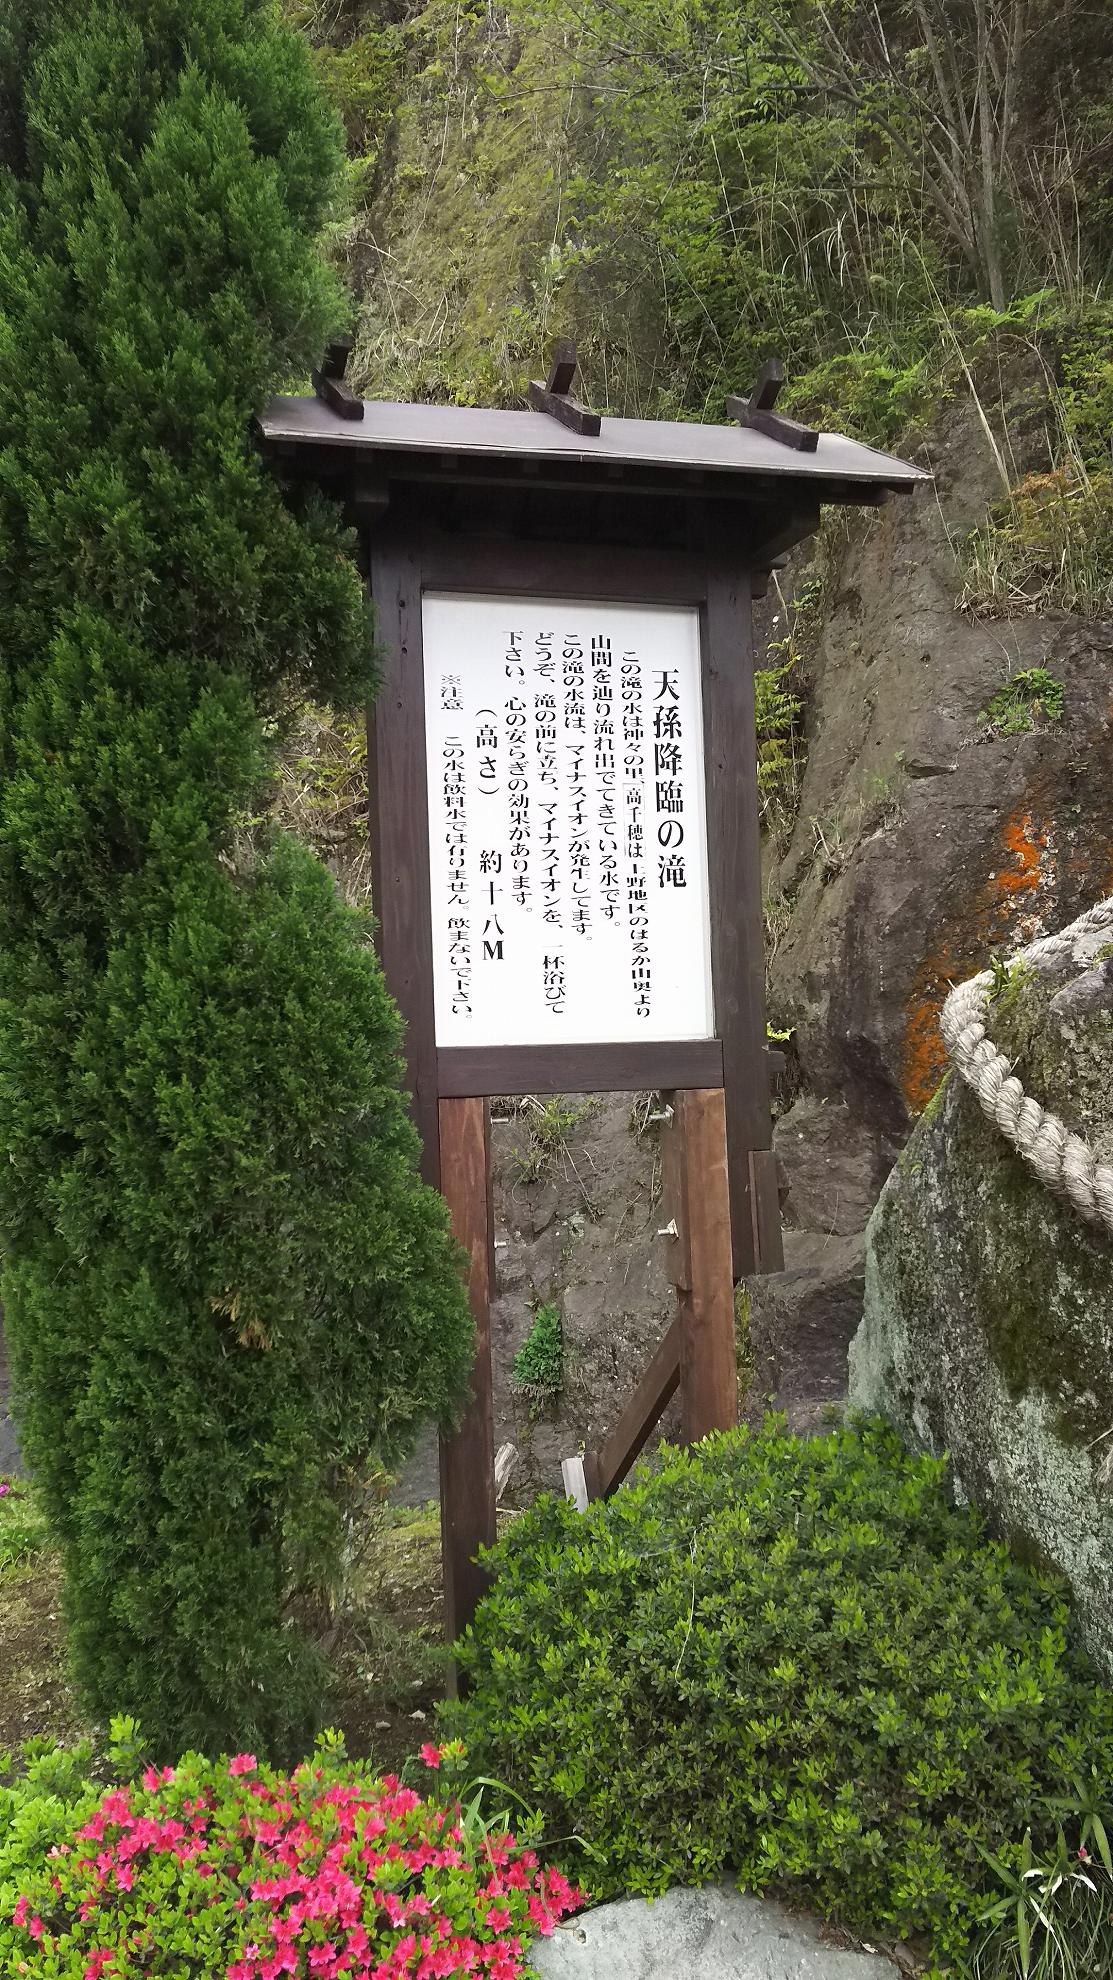 天孫降臨の滝
この滝の水は神々の里、高千穂は上野地区のはるか山奥より
山間を辿り流れ出でてきている水です。
この滝の水流は、マイナスイオンが発生してます。
どうぞ、滝の前に立ち、マイナスイオンを、一杯浴びて
下さい。心の安らぎの効果があります。
（高さ） 約十八M
※注意 この水は飲料水では有りません。飲まないで下さい。